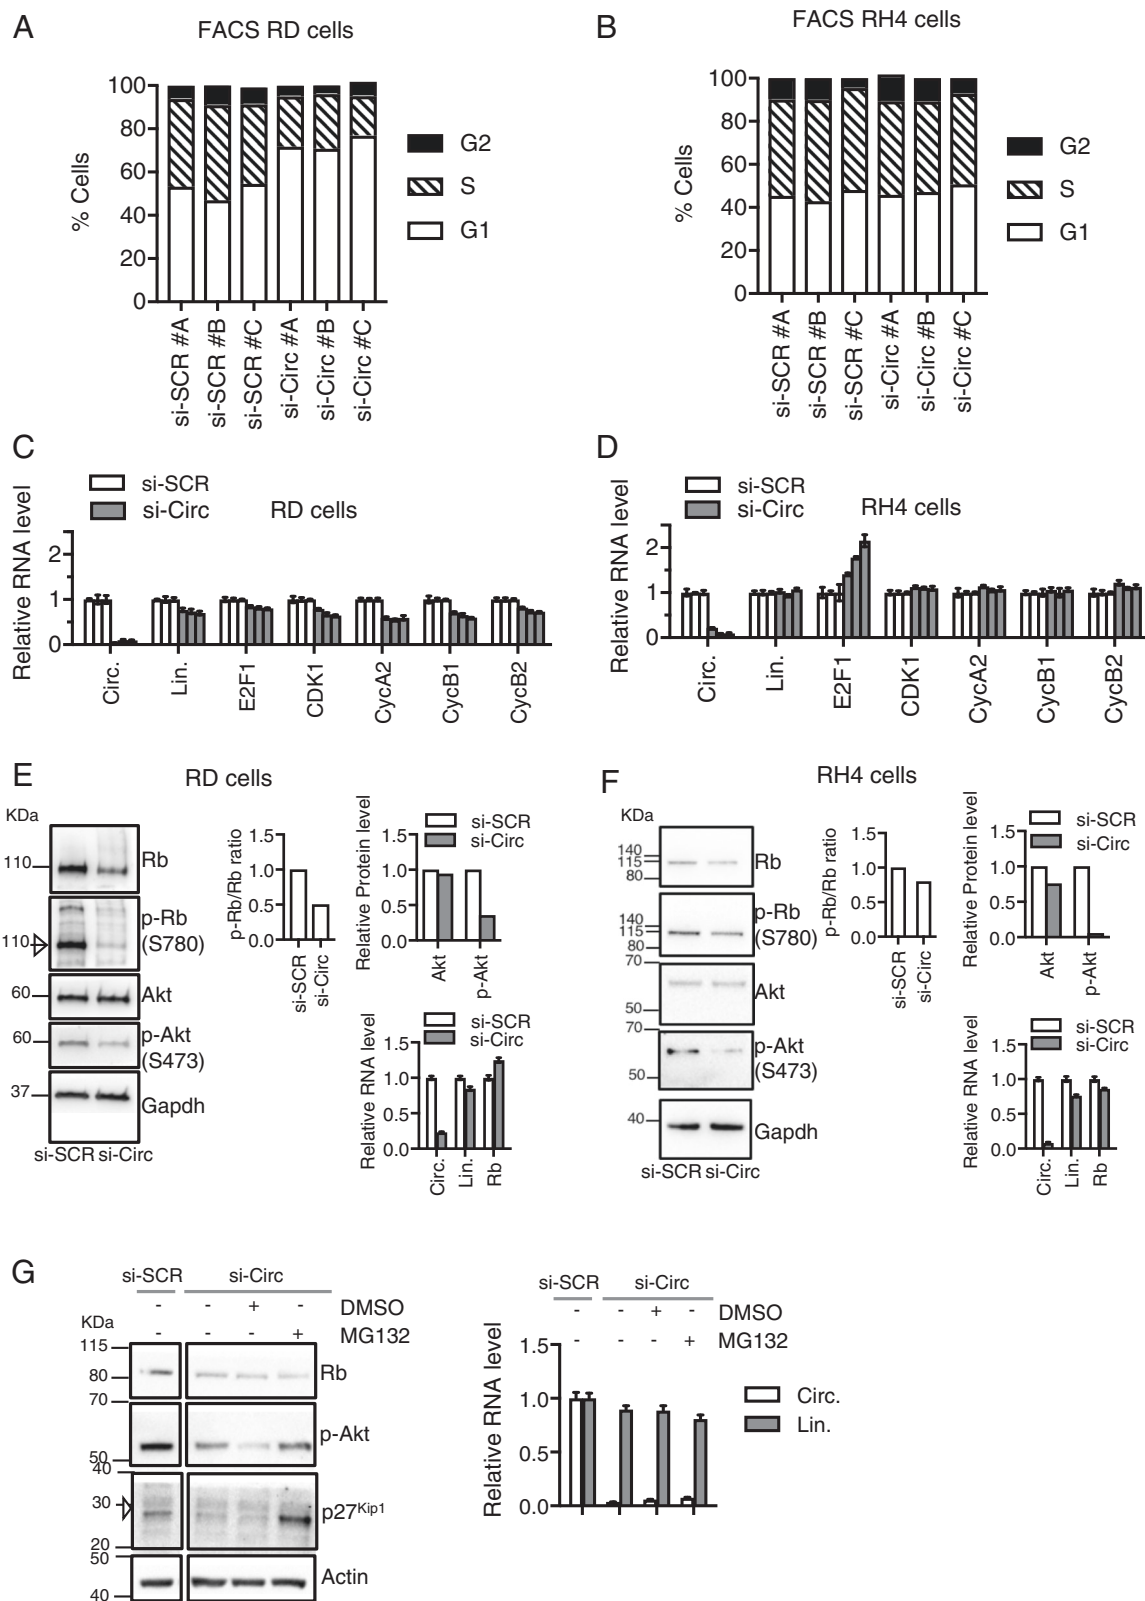 A
FACS RD cells
% Cells
100
80
60
40
20
0
G2
S
G1
si-SCR #A
si-SCR #B
si-SCR #C
si-Circ #A
si-Circ #B
si-Circ #C
B
FACS RH4 cells
% Cells
100
80
60
40
20
0
G2
S
G1
si-SCR #A
si-SCR #B
si-SCR #C
si-Circ #A
si-Circ #B
si-Circ #C
C
si-SCR
si-Circ
RD cells
Relative RNA level
2
1
0
Circ.
Lin.
E2F1
CDK1
CycA2
CycB1
CycB2
D
si-SCR
si-Circ
RH4 cells
Relative RNA level
2
1
0
Circ.
Lin.
E2F1
CDK1
CycA2
CycB1
CycB2
E
RD cells
KDa
110
Rb
110
p-Rb
(S780)
60
Akt
60
p-Akt
(S473)
37
Gapdh
si-SCR si-Circ
p-Rb/Rb ratio
1.5
1.0
0.5
0.0
si-SCR
si-Circ
si-SCR
si-Circ
Relative Protein level
1.5
1.0
0.5
0.0
Akt
p-Akt
si-SCR
si-Circ
Relative RNA level
1.5
1.0
0.5
0.0
Circ.
Lin.
Rb
F
RH4 cells
KDa
140
115
80
Rb
140
115
80
p-Rb
(S780)
70
50
Akt
70
50
p-Akt
(S473)
40
Gapdh
si-SCR si-Circ
p-Rb/Rb ratio
1.5
1.0
0.5
0.0
si-SCR
si-Circ
si-SCR
si-Circ
Relative Protein level
1.5
1.0
0.5
0.0
Akt
p-Akt
si-SCR
si-Circ
Relative RNA level
1.5
1.0
0.5
0.0
Circ.
Lin.
Rb
G
si-SCR si-Circ
- - + - DMSO
- - - + MG132
KDa
115
80
70
Rb
50
p-Akt
40
30
20
p27Kip1
50
40
Actin
si-SCR si-Circ
- - + - DMSO
- - - + MG132
Relative RNA level
1.5
1.0
0.5
0.0
Circ.
Lin.